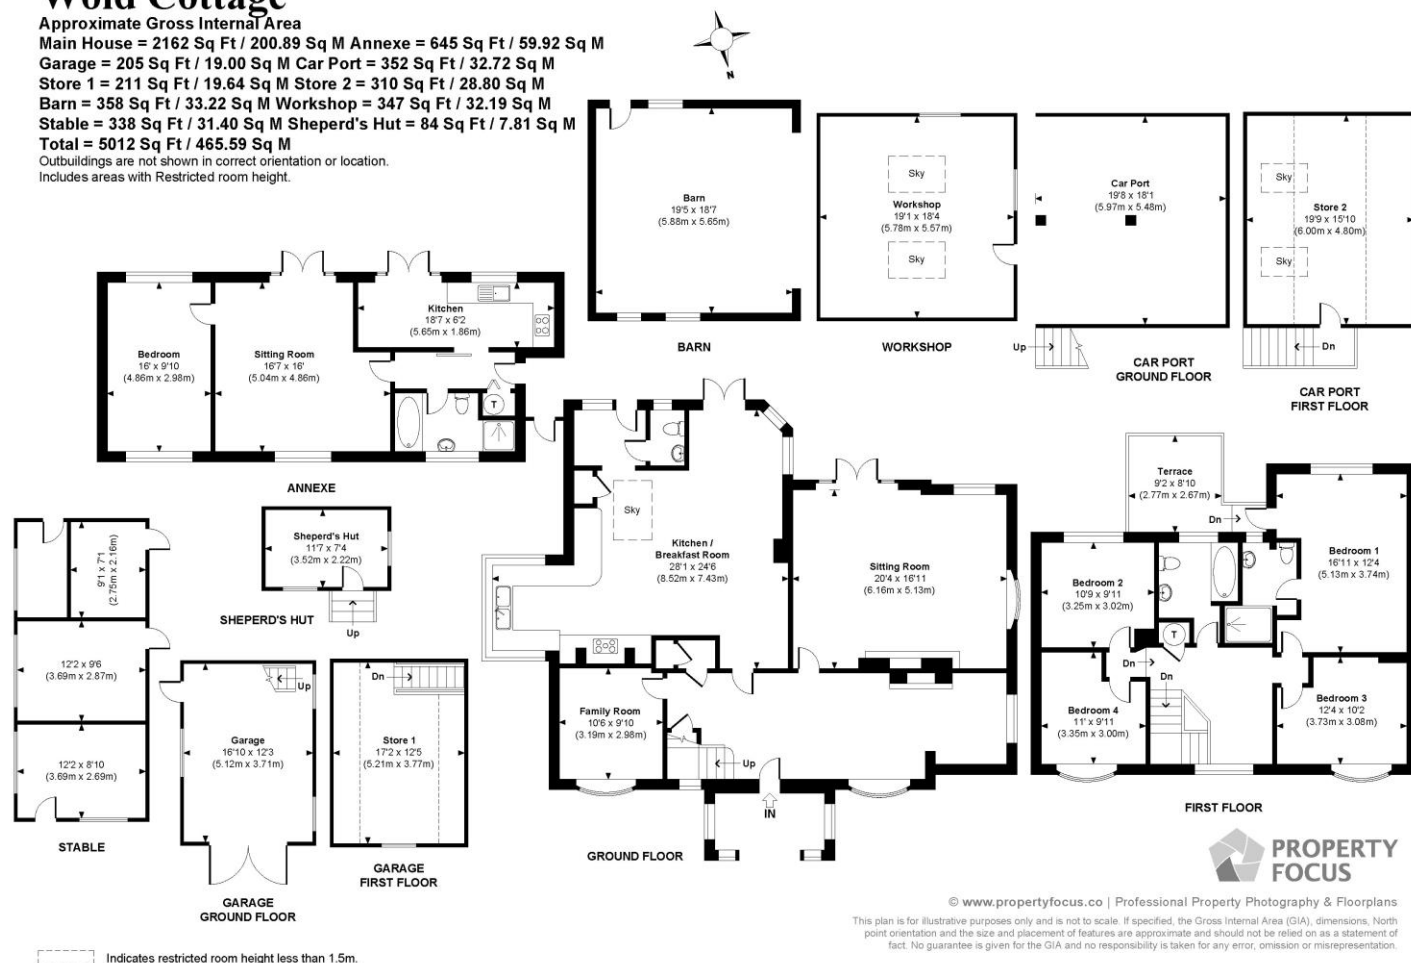 Wold Cottage
Approximate Gross Internal Area
Main House = 2162 Sq Ft / 200.89 Sq M Annexe = 645 Sq Ft / 59.92 Sq M
Garage = 205 Sq Ft / 19.00 Sq M Car Port = 352 Sq Ft / 32.72 Sq M
Store 1 = 211 Sq Ft / 19.64 Sq M Store 2 = 310 Sq Ft / 28.80 Sq M
Barn = 358 Sq Ft / 33.22 Sq M Workshop = 347 Sq Ft / 32.19 Sq M
Stable = 338 Sq Ft / 31.40 Sq M Sheperd's Hut = 84 Sq Ft / 7.81 Sq M
Total = 5012 Sq Ft / 465.59 Sq M
Outbuildings are not shown in correct orientation or location.
Includes areas with Restricted room height.
N
Barn
19'5 x 18'7
(5.88m x 5.65m)
BARN
Sky
Workshop
19'1 x 18'4
(5.78m x 5.57m)
Sky
WORKSHOP
Car Port
19'8 x 18'1
(5.97m x 5.48m)
Up
CAR PORT
GROUND FLOOR
Sky
Store 2
19'9 x 15'10
(6.00m x 4.80m)
Sky
Dn
CAR PORT
FIRST FLOOR
Bedroom
16' x 9'10
(4.86m x 2.98m)
Sitting Room
16'7 x 16'
(5.04m x 4.86m)
Kitchen
18'7 x 6'2
(5.65m x 1.86m)
T
ANNEXE
Sheperd's Hut
11'7 x 7'4
(3.52m x 2.22m)
Up
SHEPERD'S HUT
9'1 x 7'1
(2.75m x 2.16m)
12'2 x 9'6
(3.69m x 2.87m)
12'2 x 8'10
(3.69m x 2.69m)
STABLE
Up
Garage
16'10 x 12'3
(5.12m x 3.71m)
GARAGE
GROUND FLOOR
Dn
Store 1
17'2 x 12'5
(5.21m x 3.77m)
GARAGE
FIRST FLOOR
Sky
Kitchen /
Breakfast Room
28'1 x 24'6
(8.52m x 7.43m)
Sitting Room
20'4 x 16'11
(6.16m x 5.13m)
Family Room
10'6 x 9'10
(3.19m x 2.98m)
Up
IN
GROUND FLOOR
Terrace
9'2 x 8'10
(2.77m x 2.67m)
Dn
Bedroom 1
16'11 x 12'4
(5.13m x 3.74m)
Bedroom 2
10'9 x 9'11
(3.25m x 3.02m)
T
Dn
Dn
Bedroom 4
11' x 9'11
(3.35m x 3.00m)
Bedroom 3
12'4 x 10'2
(3.73m x 3.08m)
FIRST FLOOR
PROPERTY
FOCUS
© www.propertyfocus.co | Professional Property Photography & Floorplans
This plan is for illustrative purposes only and is not to scale. If specified, the Gross Internal Area (GIA), dimensions, North
point orientation and the size and placement of features are approximate and should not be relied on as a statement of
fact. No guarantee is given for the GIA and no responsibility is taken for any error, omission or misrepresentation.
Indicates restricted room height less than 1.5m.